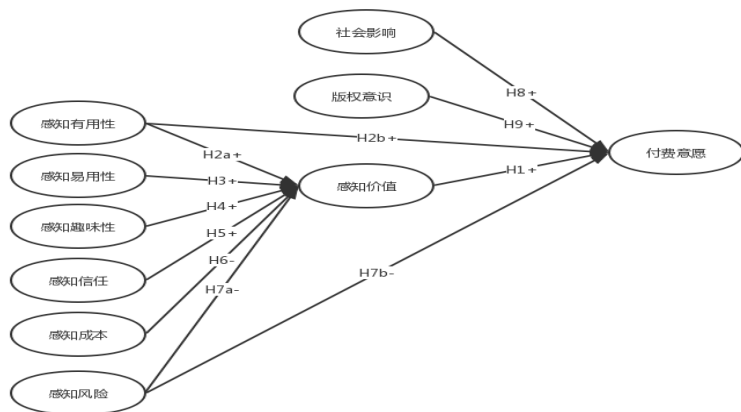 社会影响
H8+
版权意识
H9+
感知有用性
H2b+
付费意愿
H2a+
感知易用性
H3+
感知价值
H1+
H4+
感知趣味性
H5+
感知信任
H6-
H7b-
H7a-
感知成本
感知风险